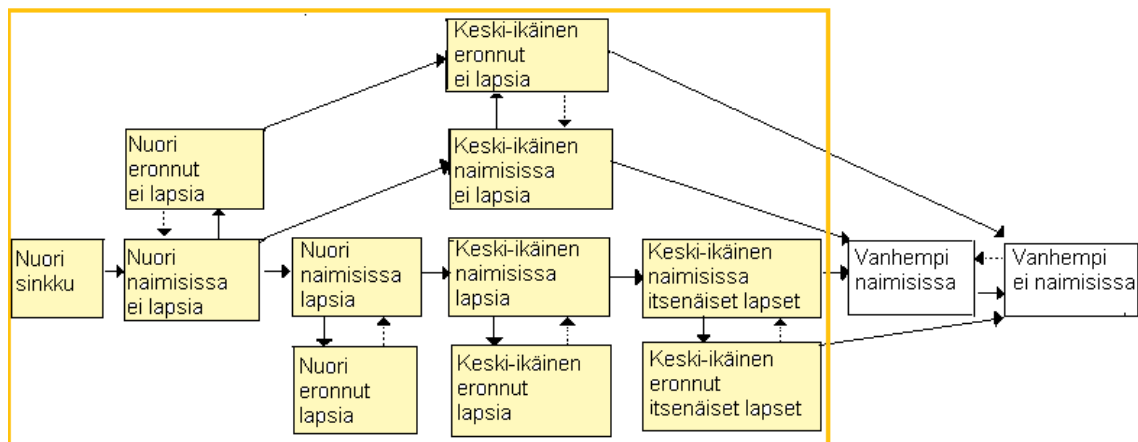 Keski-ikäinen
eronnut
ei lapsia
Nuori
eronnut
ei lapsia
Keski-ikäinen
naimisissa
ei lapsia
Nuori
sinkku
Nuori
naimisissa
ei lapsia
Nuori
naimisissa
lapsia
Keski-ikäinen
naimisissa
lapsia
Keski-ikäinen
naimisissa
itsenäiset lapset
Vanhempi
naimisissa
Vanhempi
ei naimisissa
Nuori
eronnut
lapsia
Keski-ikäinen
eronnut
lapsia
Keski-ikäinen
eronnut
itsenäiset lapset